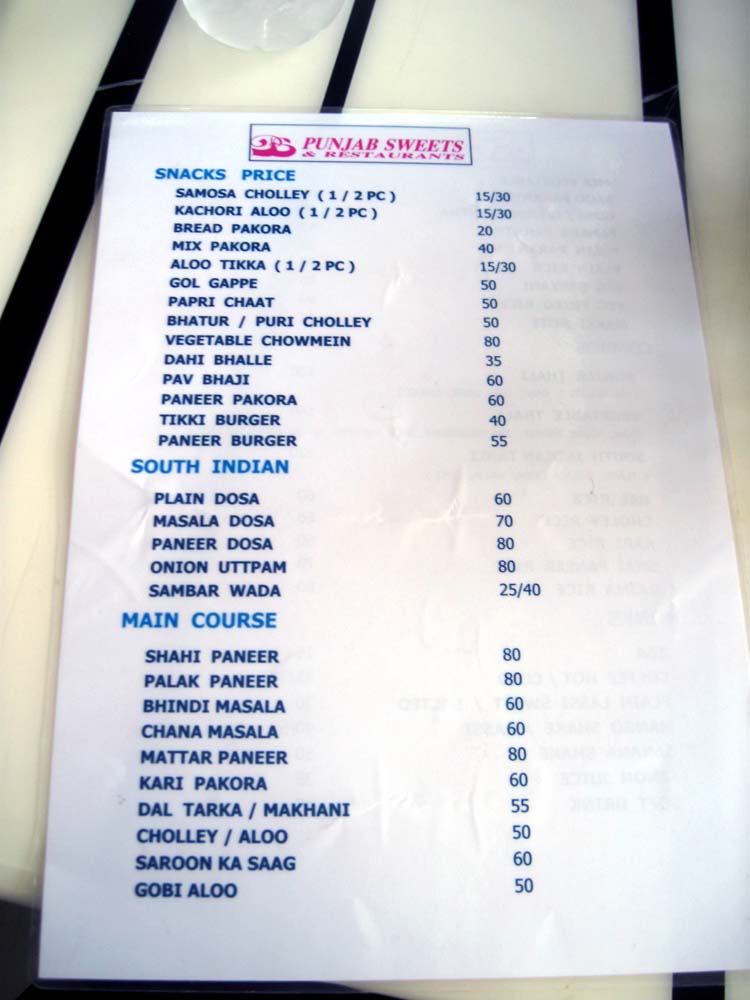 PUNJAB SWEETS
& RESTAURANTS
SNACKS PRICE
SAMOSA CHOLLEY ( 1 / 2 PC ) 15/30
KACHORI ALOO ( 1 / 2 PC ) 15/30
BREAD PAKORA 20
MIX PAKORA 40
ALOO TIKKA ( 1 / 2 PC ) 15/30
GOL GAPPE 50
PAPRI CHAAT 50
BHATUR / PURI CHOLLEY 50
VEGETABLE CHOWMEIN 80
DAHI BHALLE 35
PAV BHAJI 60
PANEER PAKORA 60
TIKKI BURGER 40
PANEER BURGER 55
SOUTH INDIAN
PLAIN DOSA 60
MASALA DOSA 70
PANEER DOSA 80
ONION UTTPAM 80
SAMBAR WADA 25/40
MAIN COURSE
SHAHI PANEER 80
PALAK PANEER 80
BHINDI MASALA 60
CHANA MASALA 60
MATTAR PANEER 80
KARI PAKORA 60
DAL TARKA / MAKHANI 55
CHOLLEY / ALOO 50
SAROON KA SAAG 60
GOBI ALOO 50